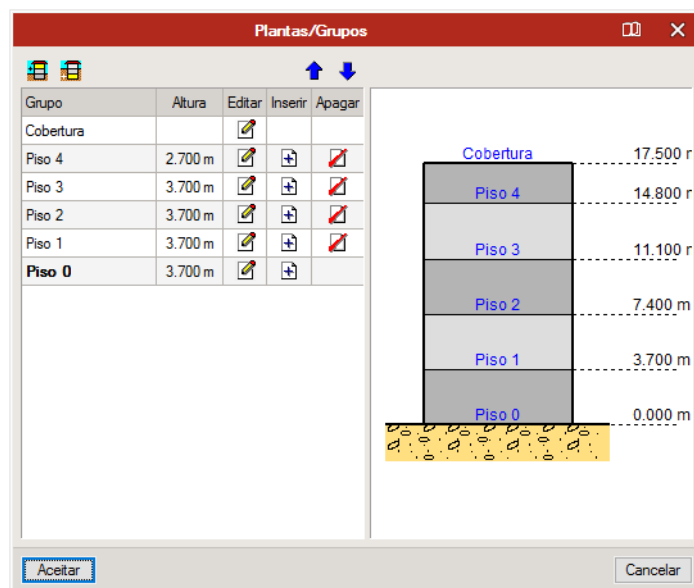 Plantas/Grupos
Grupo Altura Editar Inserir Apagar
Cobertura
Piso 4 2.700 m
Piso 3 3.700 m
Piso 2 3.700 m
Piso 1 3.700 m
Piso 0 3.700 m
Cobertura 17.500 r
Piso 4 14.800 r
Piso 3 11.100 r
Piso 2 7.400 m
Piso 1 3.700 m
Piso 0 0.000 m
Aceitar Cancelar